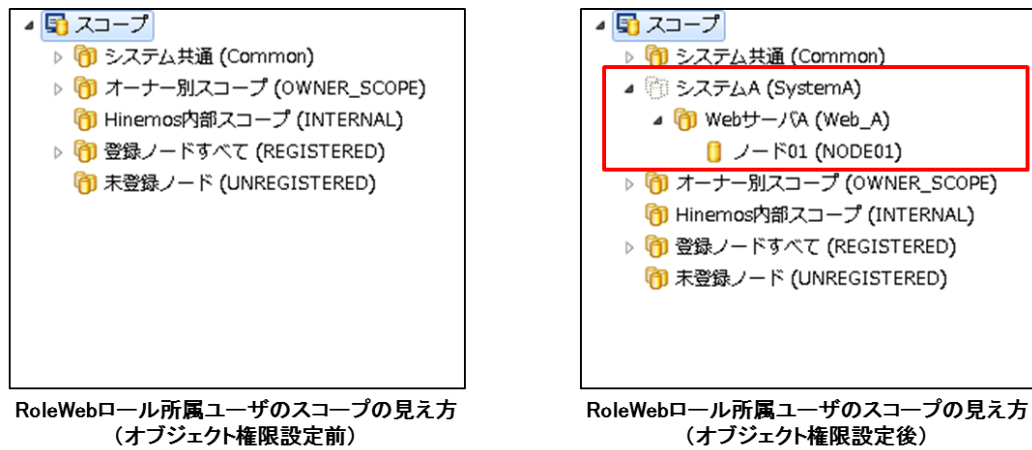 スコープ
システム共通 (Common)
オーナー別スコープ (OWNER_SCOPE)
Hinemos内部スコープ (INTERNAL)
登録ノードすべて (REGISTERED)
未登録ノード (UNREGISTERED)
RoleWebロール所属ユーザのスコープの見え方
（オブジェクト権限設定前）
スコープ
システム共通 (Common)
システムA (SystemA)
WebサーバA (Web_A)
ノード01 (NODE01)
オーナー別スコープ (OWNER_SCOPE)
Hinemos内部スコープ (INTERNAL)
登録ノードすべて (REGISTERED)
未登録ノード (UNREGISTERED)
RoleWebロール所属ユーザのスコープの見え方
（オブジェクト権限設定後）